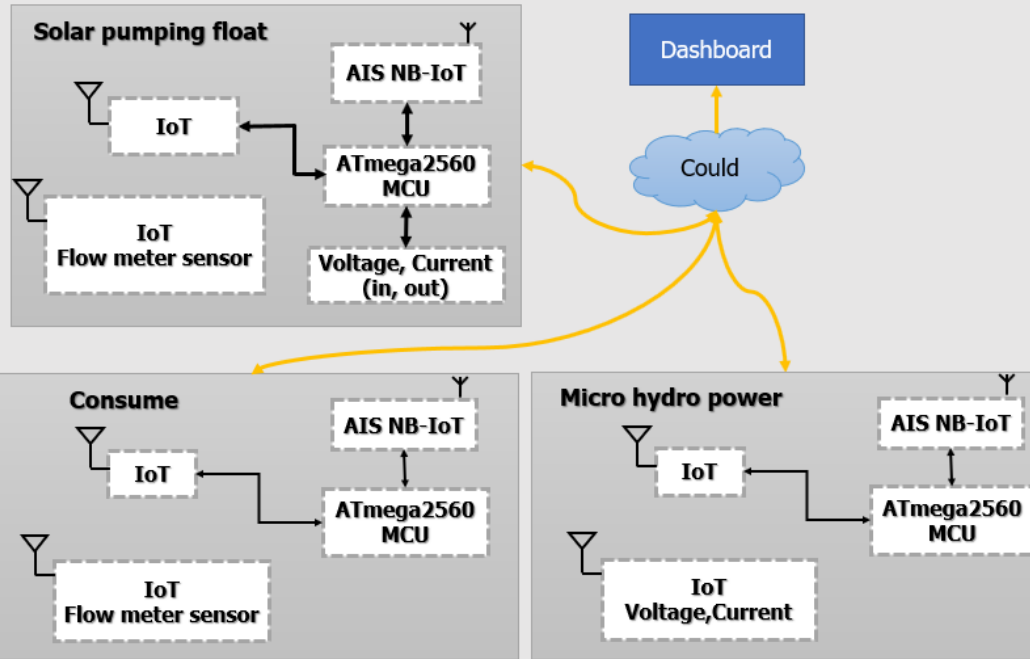 Solar pumping float
AIS NB-IoT
IoT
ATmega2560
MCU
IoT
Flow meter sensor
Voltage, Current
(in, out)
Dashboard
Could
Consume
AIS NB-IoT
IoT
ATmega2560
MCU
IoT
Flow meter sensor
Micro hydro power
AIS NB-IoT
IoT
ATmega2560
MCU
IoT
Voltage,Current